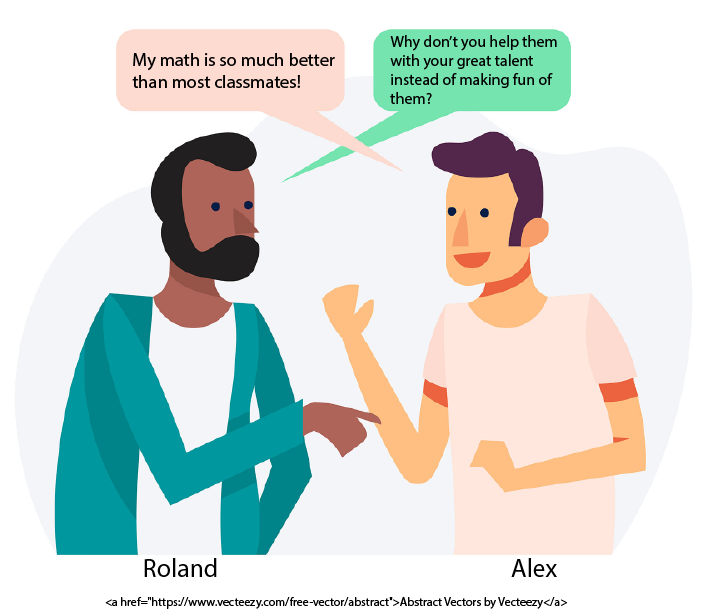 My math is so much better
than most classmates!
Why don't you help them
with your great talent
instead of making fun of
them?
Roland
Alex
<a href="https://www.vecteezy.com/free-vector/abstract">Abstract Vectors by Vecteezy</a>